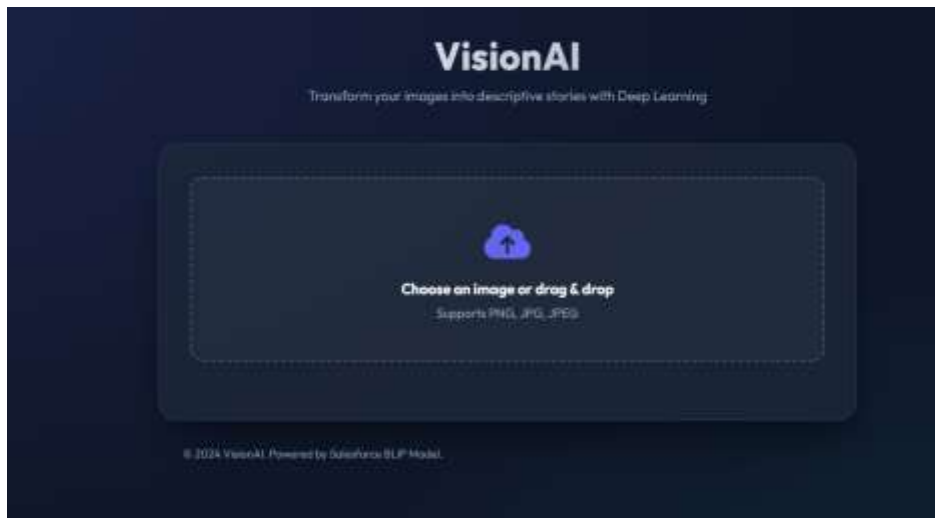 VisionAI
Transform your images into descriptive stories with Deep Learning
Choose an image or drag & drop
Supports PNG, JPG, JPEG
© 2024 VisionAI. Powered by Salesforce BLIP Model.